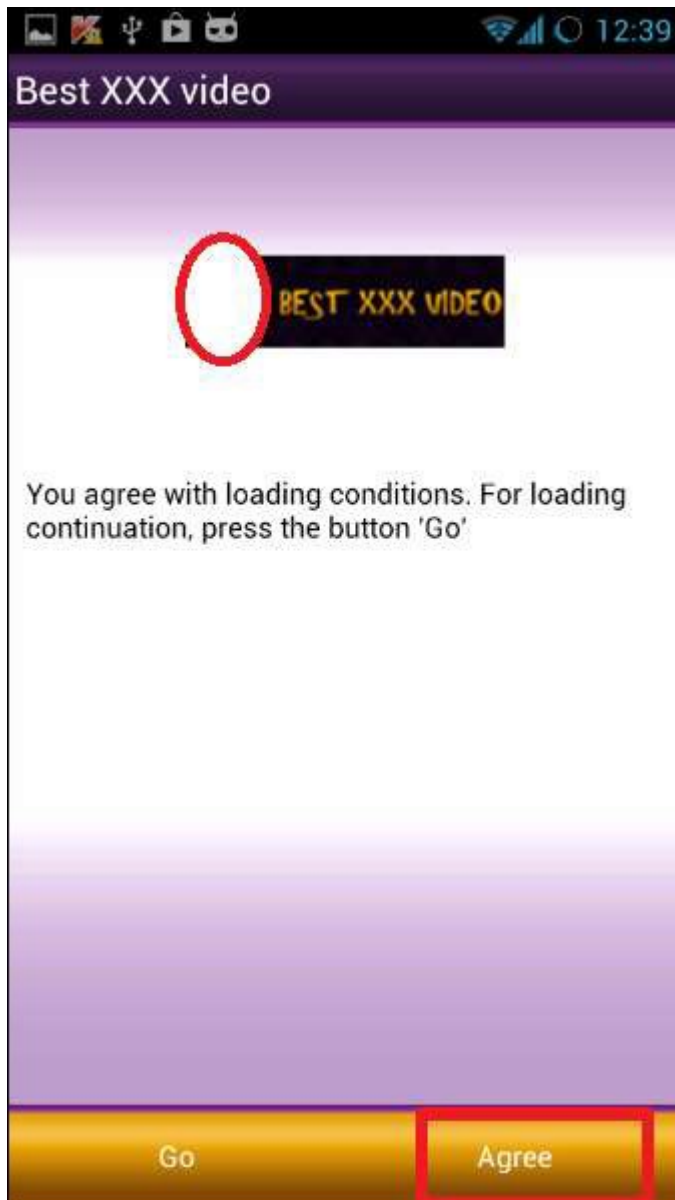 12:39
Best XXX video
BEST XXX VIDEO
You agree with loading conditions. For loading
continuation, press the button 'Go'
Go
Agree